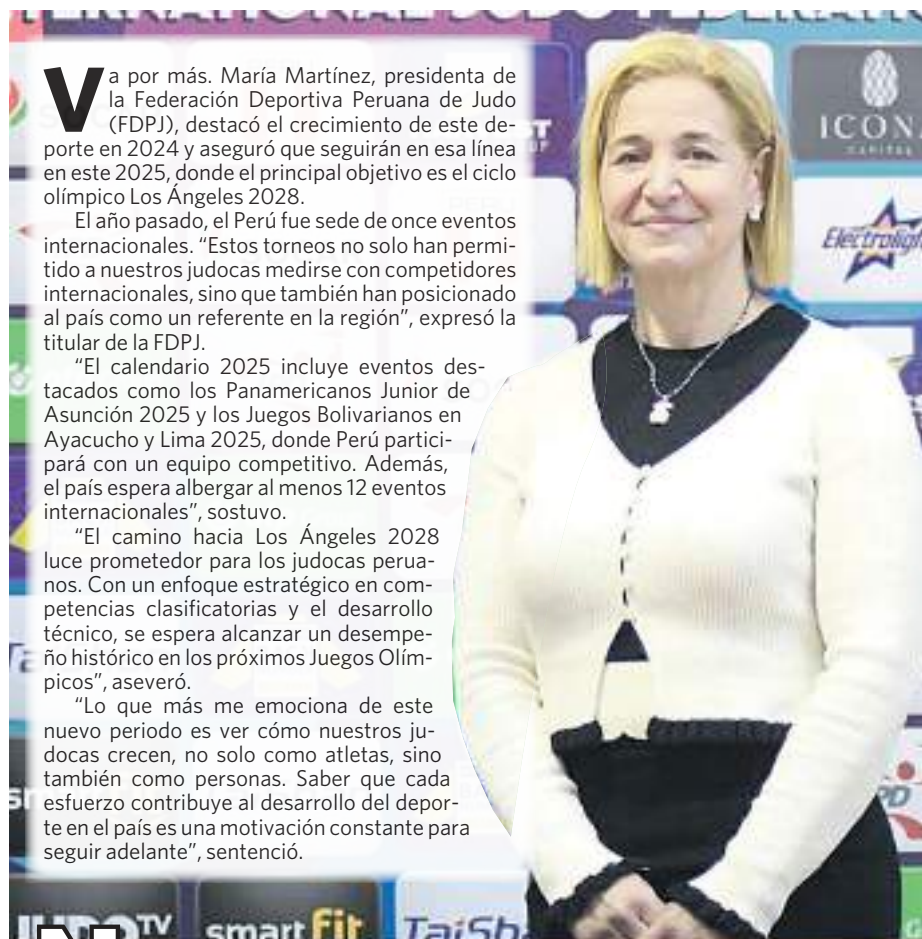 INTERNATIONAL JUDO FEDERATION
Va por más. María Martínez, presidenta de
la Federación Deportiva Peruana de Judo
(FDPJ), destacó el crecimiento de este de-
porte en 2024 y aseguró que seguirán en esa línea
en este 2025, donde el principal objetivo es el ciclo
olímpico Los Ángeles 2028.
El año pasado, el Perú fue sede de once eventos
internacionales. “Estos torneos no solo han permi-
tido a nuestros judocas medirse con competidores
internacionales, sino que también han posicionado
al país como un referente en la región”, expresó la
titular de la FDPJ.
“El calendario 2025 incluye eventos des-
tacados como los Panamericanos Junior de
Asunción 2025 y los Juegos Bolivarianos en
Ayacucho y Lima 2025, donde Perú partici-
pará con un equipo competitivo. Además,
el país espera albergar al menos 12 eventos
internacionales”, sostuvo.
“El camino hacia Los Ángeles 2028
luce prometedor para los judocas perua-
nos. Con un enfoque estratégico en com-
petencias clasificatorias y el desarrollo
técnico, se espera alcanzar un desempe-
ño histórico en los próximos Juegos Olím-
picos”, aseveró.
“Lo que más me emociona de este
nuevo periodo es ver cómo nuestros ju-
docas crecen, no solo como atletas, sino
también como personas. Saber que cada
esfuerzo contribuye al desarrollo del depor-
te en el país es una motivación constante para
seguir adelante”, sentenció.
ICON
CAPITAL
Electrolight
JUDOTV
smart fit
TaiSha